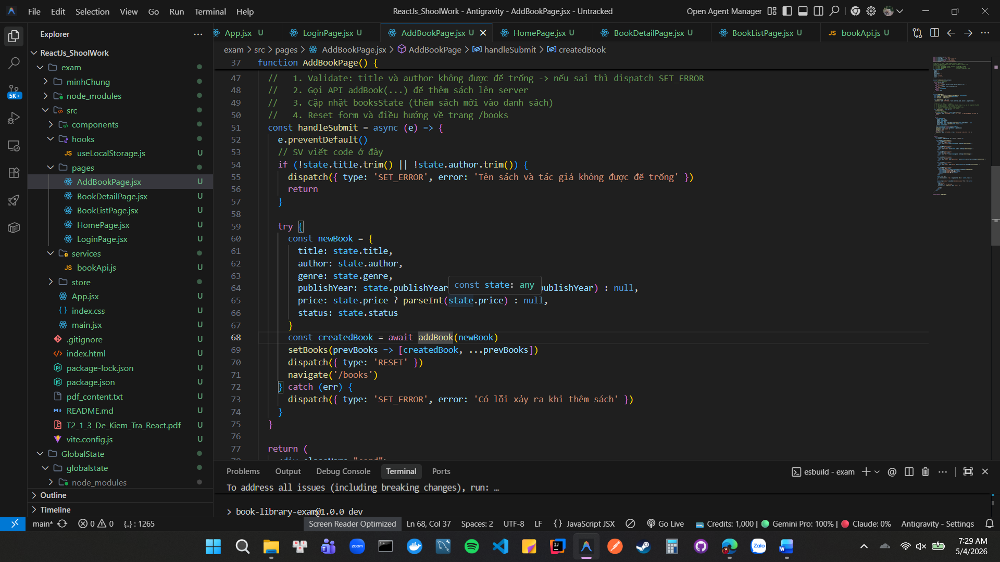 File Edit Selection View Go Run Terminal Help
ReactJs_ShoolWork - Antigravity - AddBookPage.jsx - Untracked
Open Agent Manager
Explorer
ReactJs_ShoolWork
exam
minhChung
node_modules
src
components
hooks
JS useLocalStorage.js U
pages
AddBookPage.jsx U
BookDetailPage.jsx U
BookListPage.jsx U
HomePage.jsx U
LoginPage.jsx U
services
JS bookApi.js U
store
App.jsx U
{ } index.css U
main.jsx U
.gitignore U
index.html U
package-lock.json U
package.json U
pdf_content.txt U
README.md U
T2_1_3_De_Kiem_Tra_React.pdf U
vite.config.js U
GlobalState
globalstate
node_modules
Outline
Timeline
5K+
App.jsx U LoginPage.jsx U AddBookPage.jsx U HomePage.jsx U BookDetailPage.jsx U BookListPage.jsx U JS bookApi.js U
exam > src > pages > AddBookPage.jsx > AddBookPage > handleSubmit > createdBook
37 function AddBookPage() {
47 // 1. Validate: title và author không được để trống -> nếu sai thì dispatch SET_ERROR
48 // 2. Gọi API addBook(...) để thêm sách lên server
49 // 3. Cập nhật booksState (thêm sách mới vào danh sách)
50 // 4. Reset form và điều hướng về trang /books
51 const handleSubmit = async (e) => {
52 e.preventDefault()
53 // SV viết code ở đây
54 if (!state.title.trim() || !state.author.trim()) {
55 dispatch({ type: 'SET_ERROR', error: 'Tên sách và tác giả không được để trống' })
56 return
57 }
58
59 try {
60 const newBook = {
61 title: state.title,
62 author: state.author,
63 genre: state.genre,
const state: any
64 publishYear: state.publishYear publishYear) : null,
65 price: state.price ? parseInt(state.price) : null,
66 status: state.status
67 }
68 const createdBook = await addBook(newBook)
69 setBooks(prevBooks => [createdBook, ...prevBooks])
70 dispatch({ type: 'RESET' })
71 navigate('/books')
72 } catch (err) {
73 dispatch({ type: 'SET_ERROR', error: 'Có lỗi xảy ra khi thêm sách' })
74 }
75 }
76
77 return (
Problems Output Debug Console Terminal Ports
esbuild - exam
To address all issues (including breaking changes), run: …
> book-library-exam@1.0.0 dev
main* 0 0 {..} : 1265
Screen Reader Optimized Ln 68, Col 37 Spaces: 2 UTF-8 LF { } JavaScript JSX Go Live Credits: 1,000 | Gemini Pro: 100% | Claude: 0% Antigravity - Settings
zoom
Zalo
7:29 AM
5/4/2026